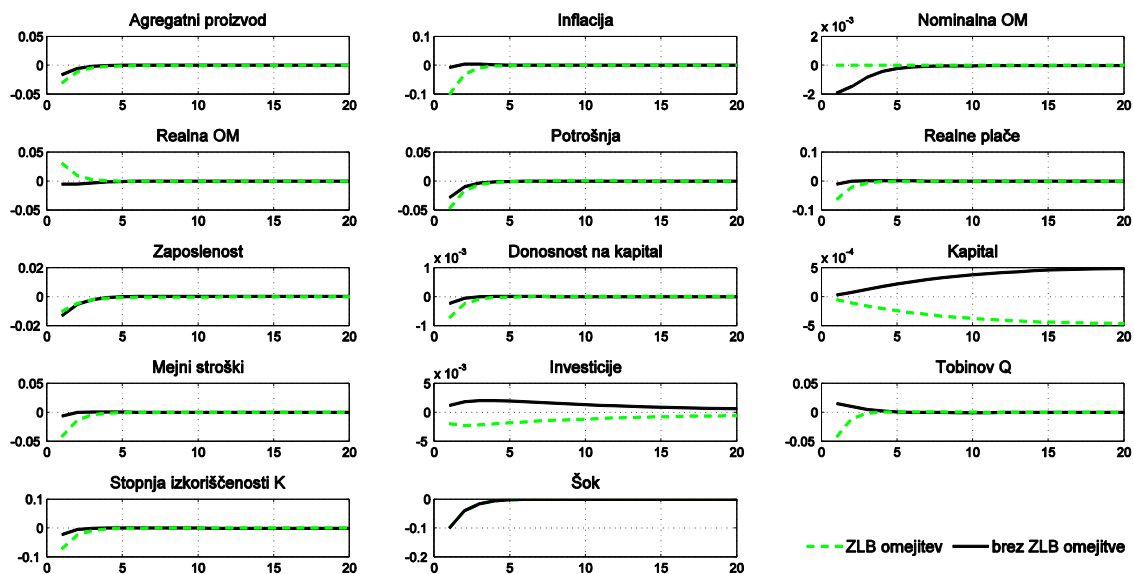 Agregatni proizvod
0.05
0
-0.05
0 5 10 15 20
Inflacija
0.1
0
-0.1
0 5 10 15 20
Nominalna OM
x 10⁻³
2
0
-2
0 5 10 15 20
Realna OM
0.05
0
-0.05
0 5 10 15 20
Potrošnja
0.05
0
-0.05
0 5 10 15 20
Realne plače
0.1
0
-0.1
0 5 10 15 20
Zaposlenost
0.02
0
-0.02
0 5 10 15 20
Donosnost na kapital
x 10⁻³
1
0
-1
0 5 10 15 20
Kapital
x 10⁻⁴
5
0
-5
0 5 10 15 20
Mejni stroški
0.05
0
-0.05
0 5 10 15 20
Investicije
x 10⁻³
5
0
-5
0 5 10 15 20
Tobinov Q
0.05
0
-0.05
0 5 10 15 20
Stopnja izkoriščenosti K
0.1
0
-0.1
0 5 10 15 20
Šok
0
-0.1
-0.2
0 5 10 15 20
ZLB omejitev brez ZLB omejitve